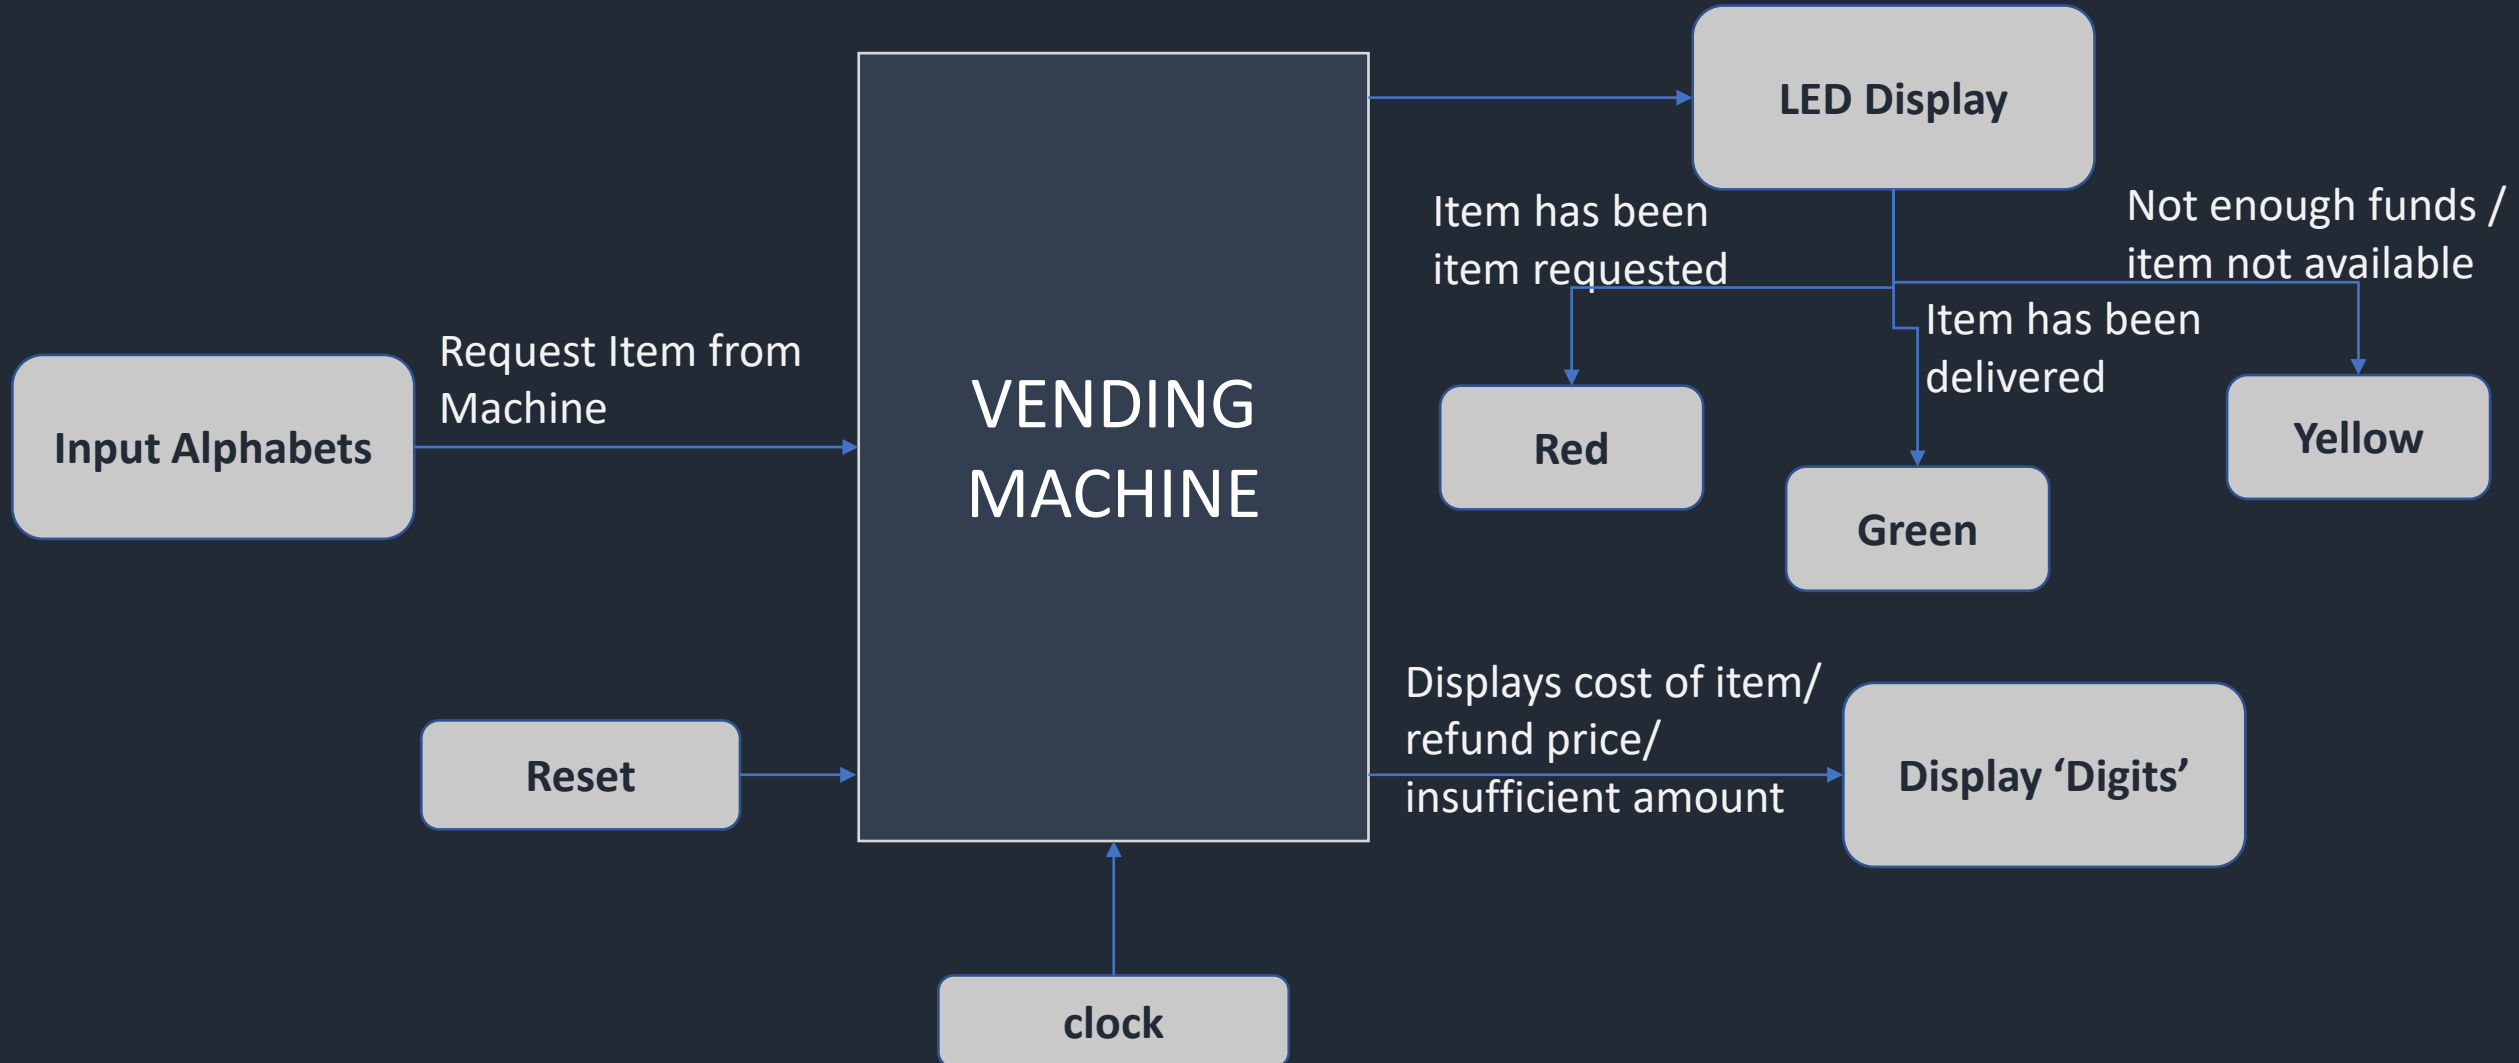 LED Display
Item has been
item requested
Not enough funds /
item not available
Item has been
delivered
Request Item from
Machine
Input Alphabets
VENDING
MACHINE
Red
Yellow
Green
Displays cost of item/
refund price/
insufficient amount
Reset
Display ‘Digits’
clock